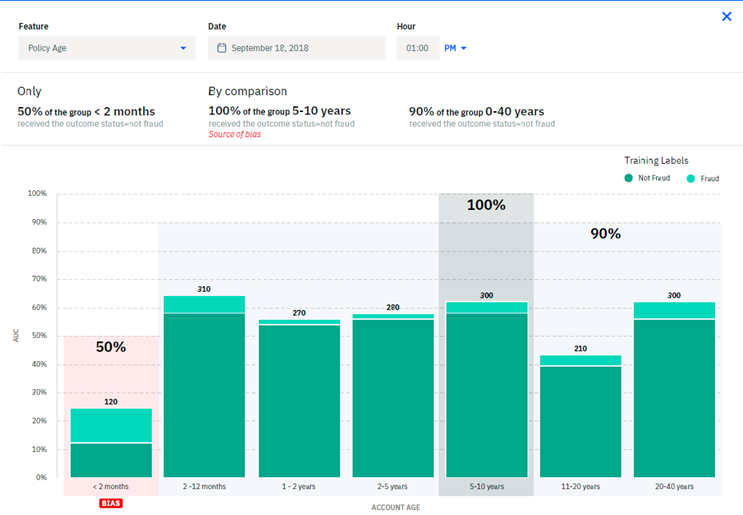 Feature
Date
Hour
Policy Age
September 18, 2018
01:00
PM
Only
By comparison
50% of the group < 2 months
100% of the group 5-10 years
90% of the group 0-40 years
received the outcome status=not fraud
received the outcome status=not fraud
received the outcome status=not fraud
Source of bias
Training Labels
Not Fraud
Fraud
100%
90%
80%
70%
60%
50%
40%
30%
20%
10%
0%
AUC
100%
90%
50%
120
310
270
280
300
210
300
< 2 months
2 -12 months
1 - 2 years
2-5 years
5-10 years
11-20 years
20-40 years
BIAS
ACCOUNT AGE